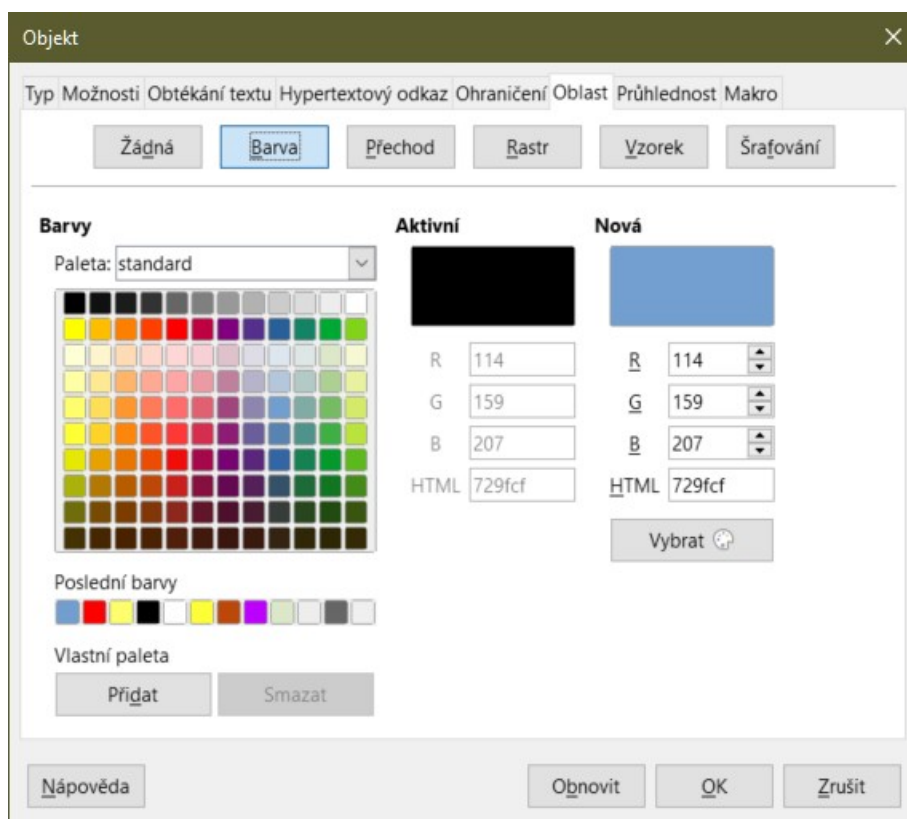 Objekt
Typ Možnosti Obtékání textu Hypertextový odkaz Ohraničení Oblast Průhlednost Makro
Žádná Barva Přechod Rastr Vzorek Šrafování
Barvy Aktivní Nová
Paleta: standard
R 114 R 114
G 159 G 159
B 207 B 207
HTML 729fcf HTML 729fcf
Vybrat
Poslední barvy
Vlastní paleta
Přidat Smazat
Nápověda Obnovit OK Zrušit